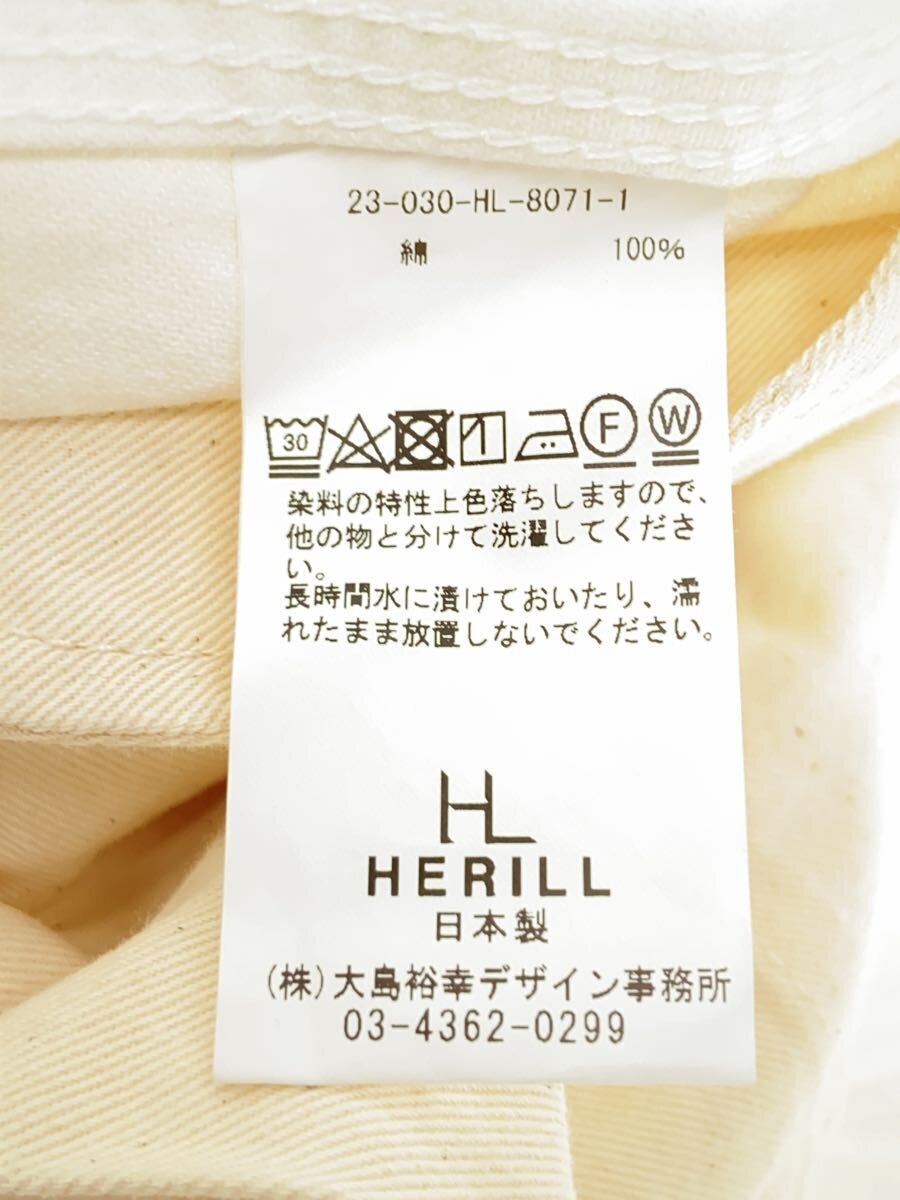 23-030-HL-8071-1
綿 100%
30 F W
染料の特性上色落ちしますので、
他の物と分けて洗濯してくださ
い。
長時間水に漬けておいたり、濡
れたまま放置しないでください。
HL
HERILL
日本製
(株)大島裕幸デザイン事務所
03-4362-0299